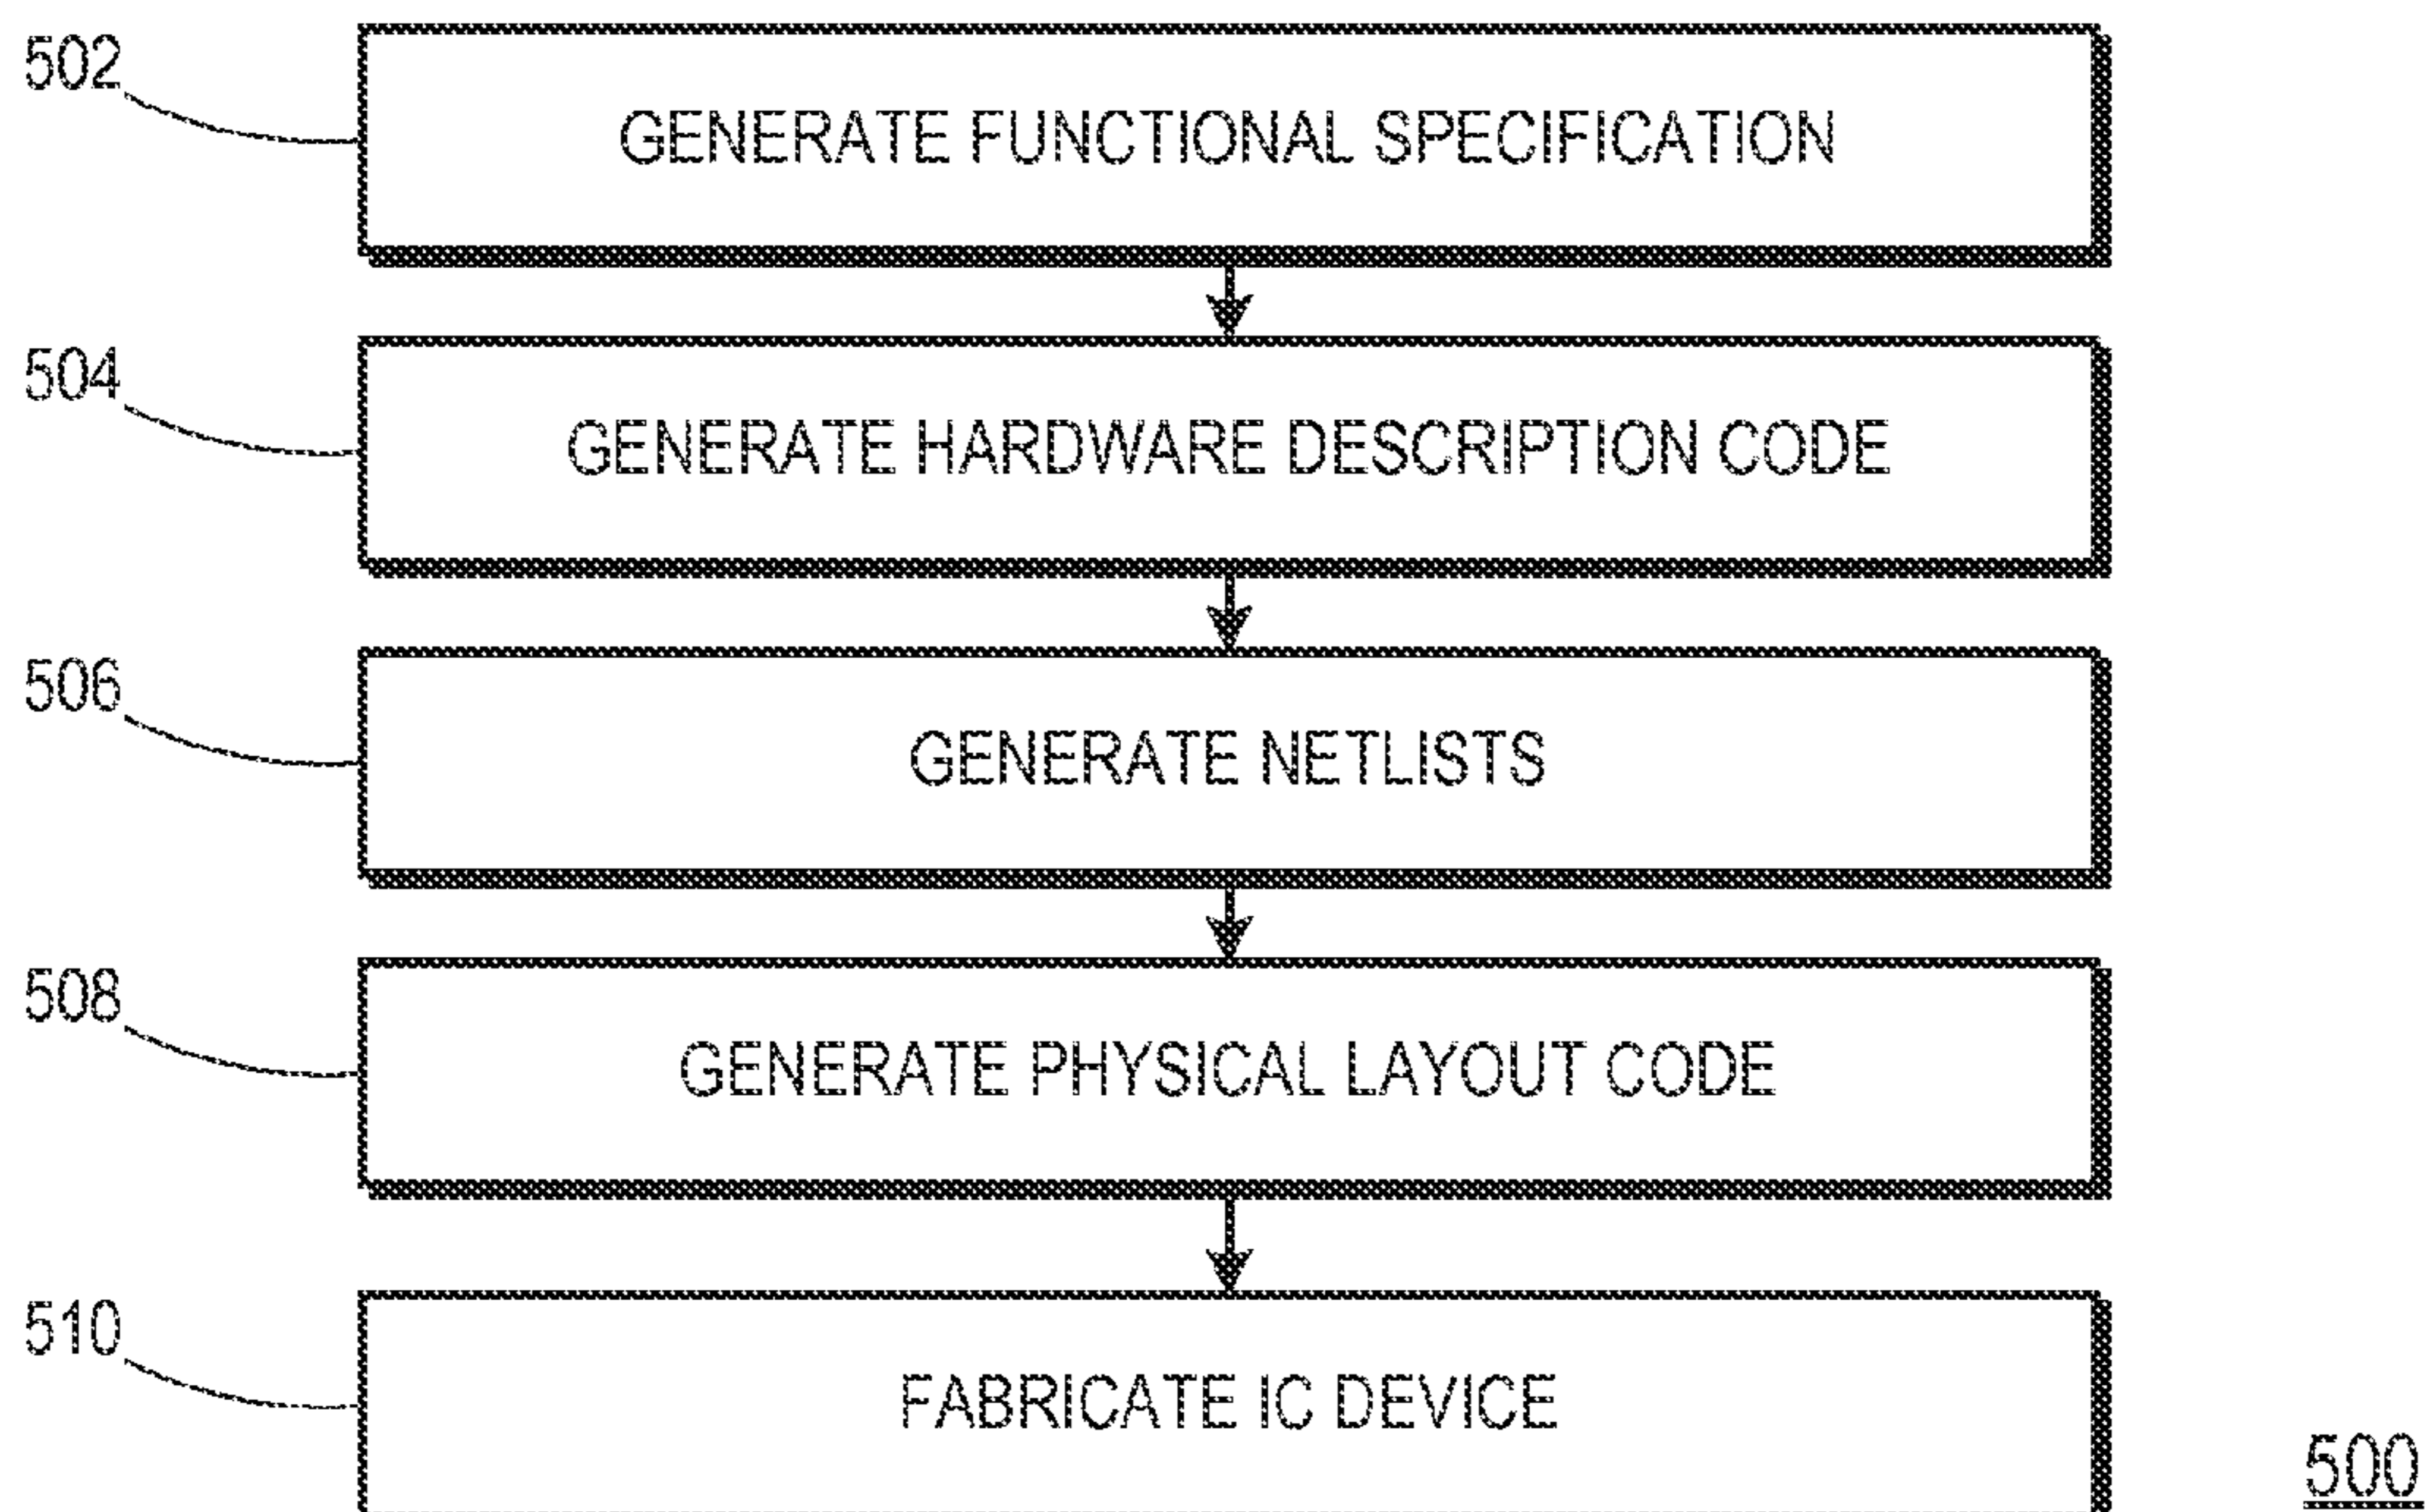 502
GENERATE FUNCTIONAL SPECIFICATION
504
GENERATE HARDWARE DESCRIPTION CODE
506
GENERATE NETLISTS
508
GENERATE PHYSICAL LAYOUT CODE
510
FABRICATE IC DEVICE
500